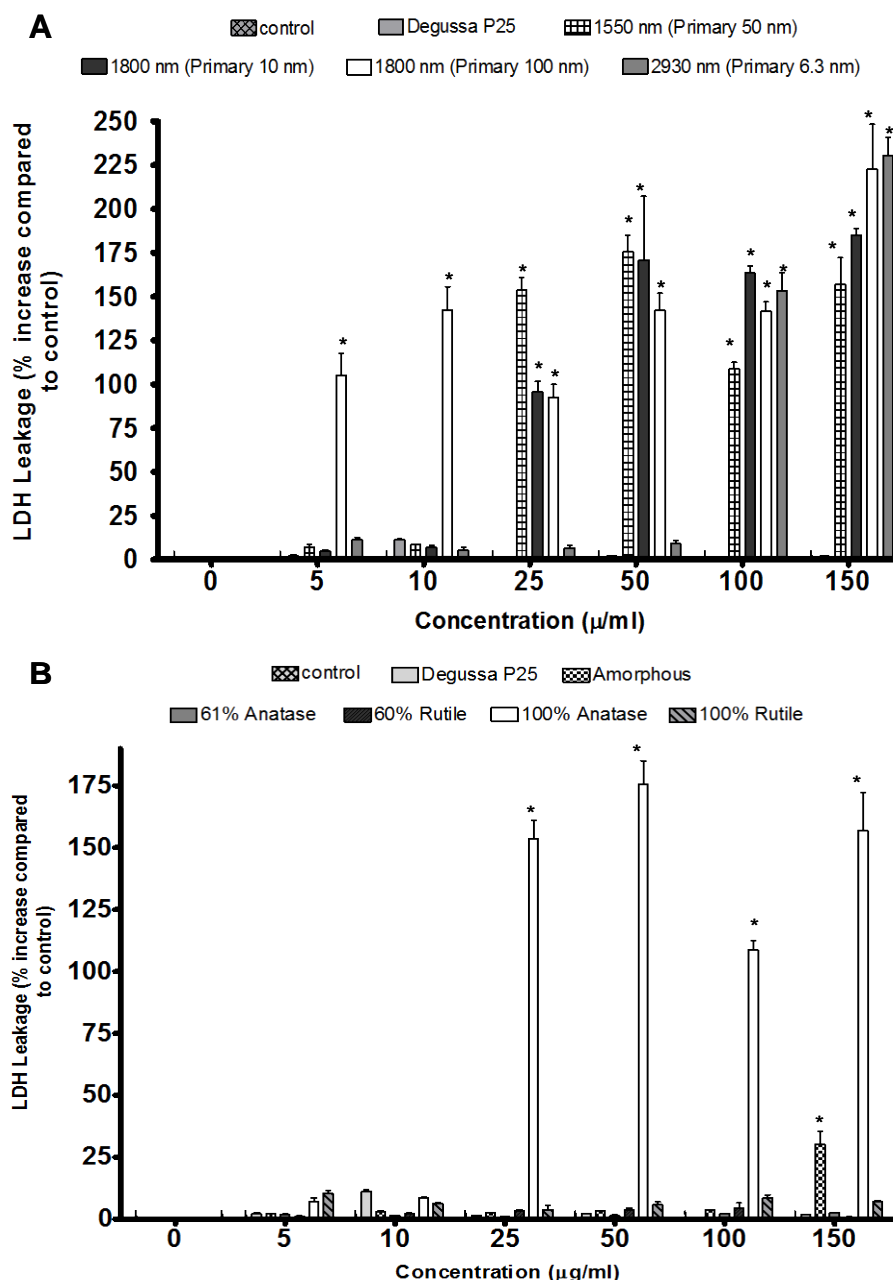 A
control Degussa P25 1550 nm (Primary 50 nm)
1800 nm (Primary 10 nm) 1800 nm (Primary 100 nm) 2930 nm (Primary 6.3 nm)
LDH Leakage (% increase compared
to control)
250
225
200
175
150
125
100
75
50
25
0
* * * * * * * * * * * * * * * *
0 5 10 25 50 100 150
Concentration (μ/ml)
B
control Degussa P25 Amorphous
61% Anatase 60% Rutile 100% Anatase 100% Rutile
LDH Leakage (% increase compared
to control)
175
150
125
100
75
50
25
0
* * * * *
0 5 10 25 50 100 150
Concentration (μg/ml)